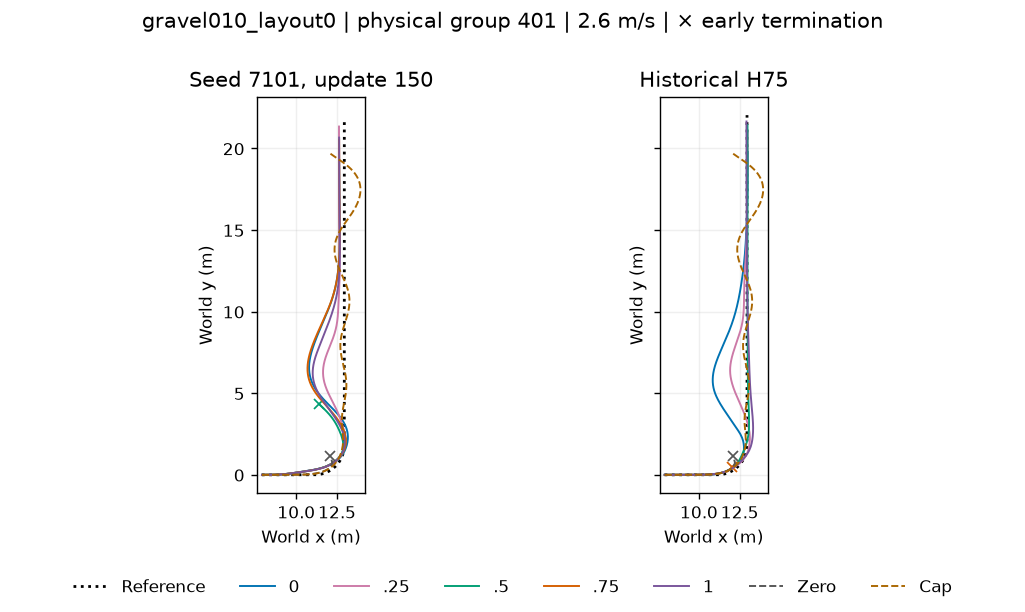 gravel010_layout0 | physical group 401 | 2.6 m/s | × early termination
Seed 7101, update 150
Historical H75
20
15
10
5
0
World y (m)
World y (m)
10.0 12.5
10.0 12.5
World x (m)
World x (m)
Reference 0 .25 .5 .75 1 Zero Cap